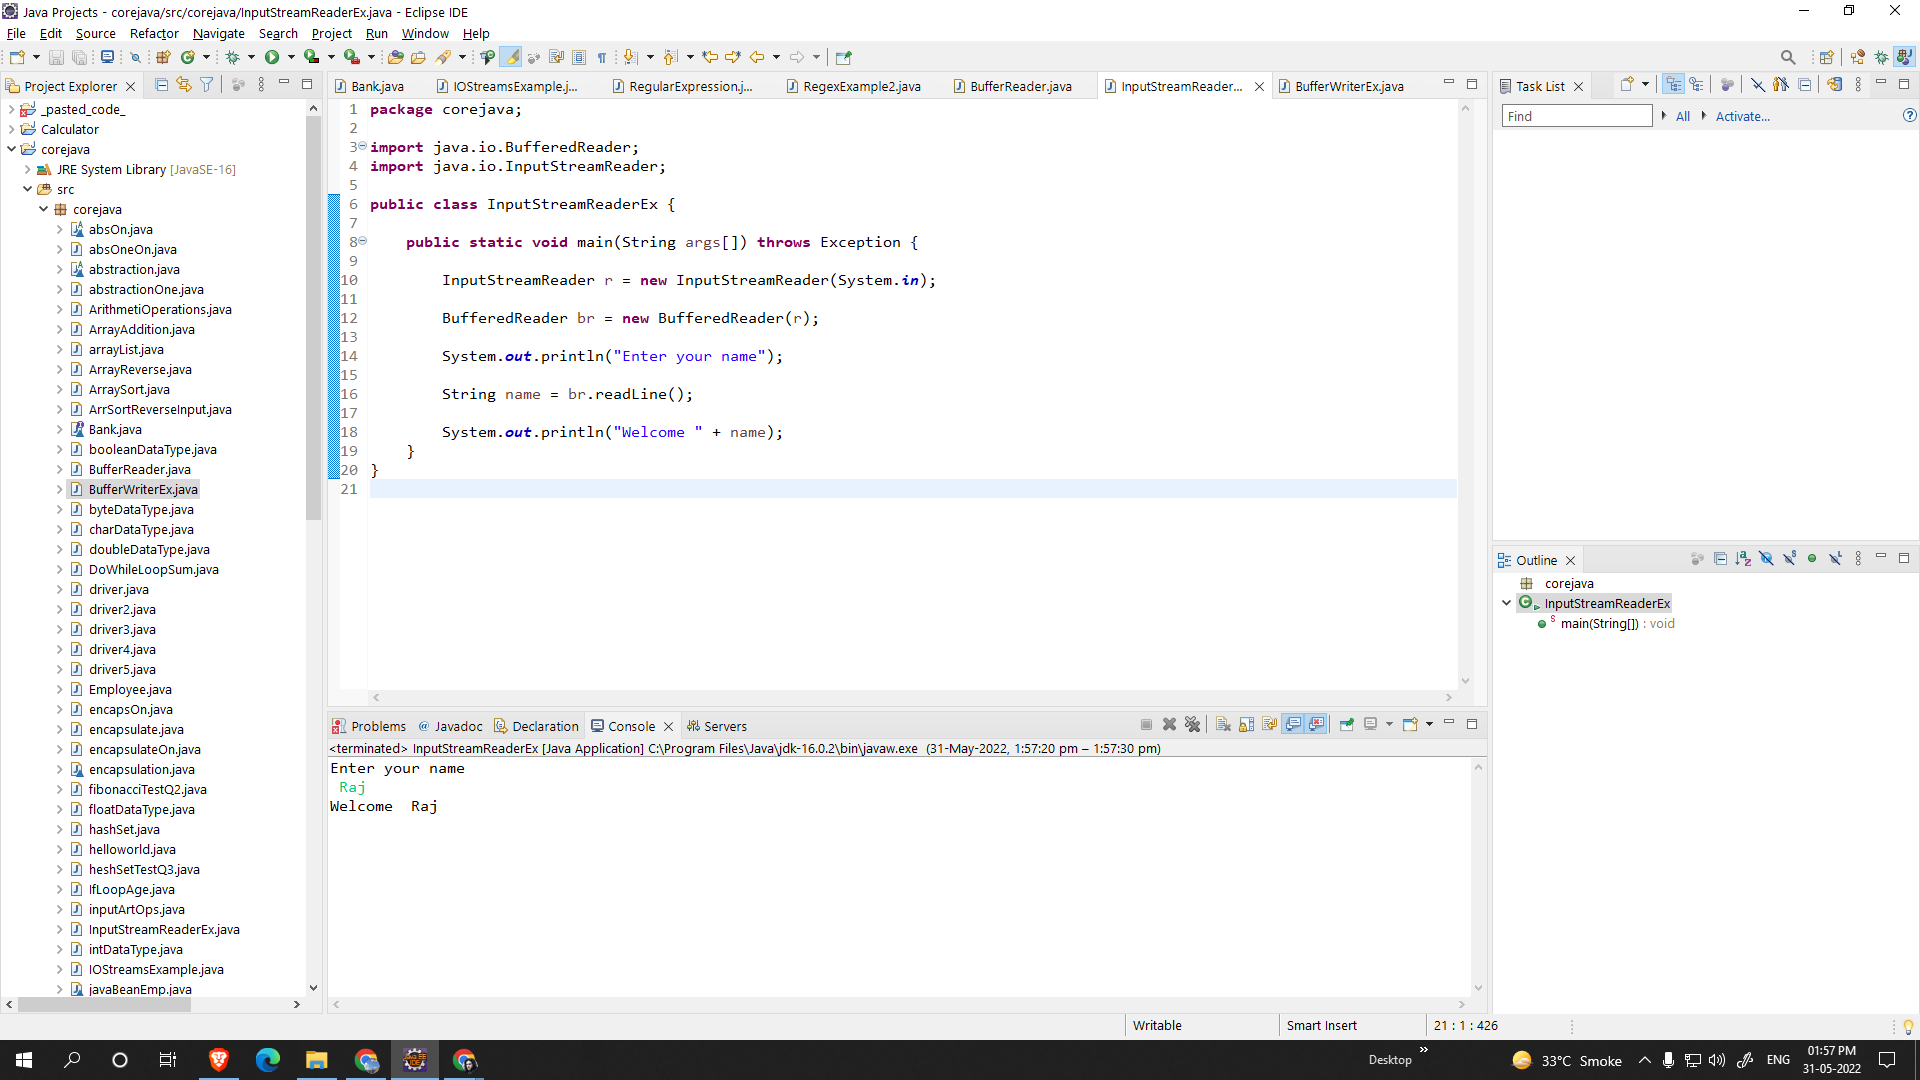 Java Projects - corejava/src/corejava/InputStreamReaderEx.java - Eclipse IDE
File Edit Source Refactor Navigate Search Project Run Window Help
Project Explorer
_pasted_code_
Calculator
corejava
JRE System Library [JavaSE-16]
src
corejava
absOn.java
absOneOn.java
abstraction.java
abstractionOne.java
ArithmetiOperations.java
ArrayAddition.java
arrayList.java
ArrayReverse.java
ArraySort.java
ArrSortReverseInput.java
Bank.java
booleanDataType.java
BufferReader.java
BufferWriterEx.java
byteDataType.java
charDataType.java
doubleDataType.java
DoWhileLoopSum.java
driver.java
driver2.java
driver3.java
driver4.java
driver5.java
Employee.java
encapsOn.java
encapsulate.java
encapsulateOn.java
encapsulation.java
fibonacciTestQ2.java
floatDataType.java
hashSet.java
helloworld.java
heshSetTestQ3.java
IfLoopAge.java
inputArtOps.java
InputStreamReaderEx.java
intDataType.java
IOStreamsExample.java
javaBeanEmp.java
Bank.java IOStreamsExample.j... RegularExpression.j... RegexExample2.java BufferReader.java InputStreamReader... BufferWriterEx.java
1 package corejava;
2
3 import java.io.BufferedReader;
4 import java.io.InputStreamReader;
5
6 public class InputStreamReaderEx {
7
8 public static void main(String args[]) throws Exception {
9
10 InputStreamReader r = new InputStreamReader(System.in);
11
12 BufferedReader br = new BufferedReader(r);
13
14 System.out.println("Enter your name");
15
16 String name = br.readLine();
17
18 System.out.println("Welcome " + name);
19 }
20 }
21
Problems @ Javadoc Declaration Console Servers
<terminated> InputStreamReaderEx [Java Application] C:\Program Files\Java\jdk-16.0.2\bin\javaw.exe (31-May-2022, 1:57:20 pm – 1:57:30 pm)
Enter your name
Raj
Welcome  Raj
Task List
Find All Activate...
Outline
corejava
InputStreamReaderEx
main(String[]) : void
Writable Smart Insert 21 : 1 : 426
Desktop 33°C Smoke ENG 01:57 PM
31-05-2022